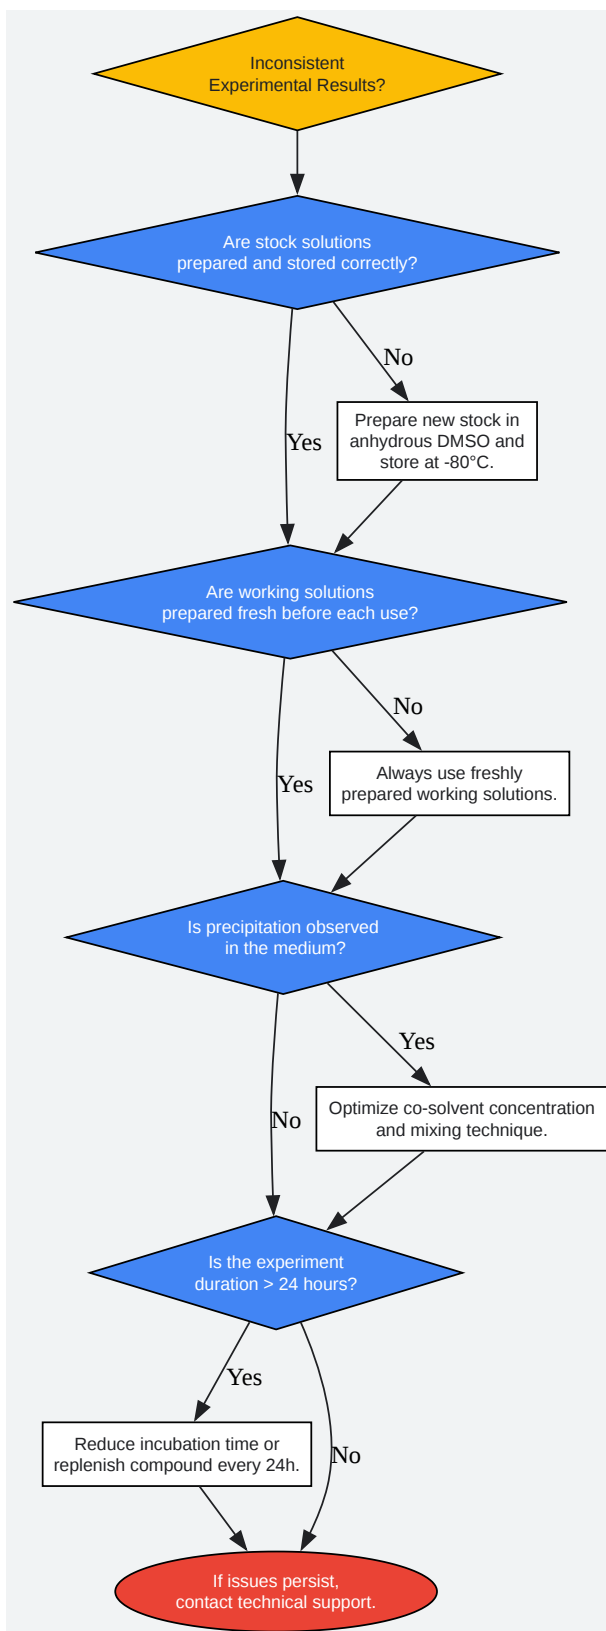 Inconsistent
Experimental Results?
Are stock solutions
prepared and stored correctly?
No
Yes
Prepare new stock in
anhydrous DMSO and
store at -80°C.
Are working solutions
prepared fresh before each use?
No
Yes
Always use freshly
prepared working solutions.
Is precipitation observed
in the medium?
Yes
No
Optimize co-solvent concentration
and mixing technique.
Is the experiment
duration > 24 hours?
Yes
No
Reduce incubation time or
replenish compound every 24h.
If issues persist,
contact technical support.